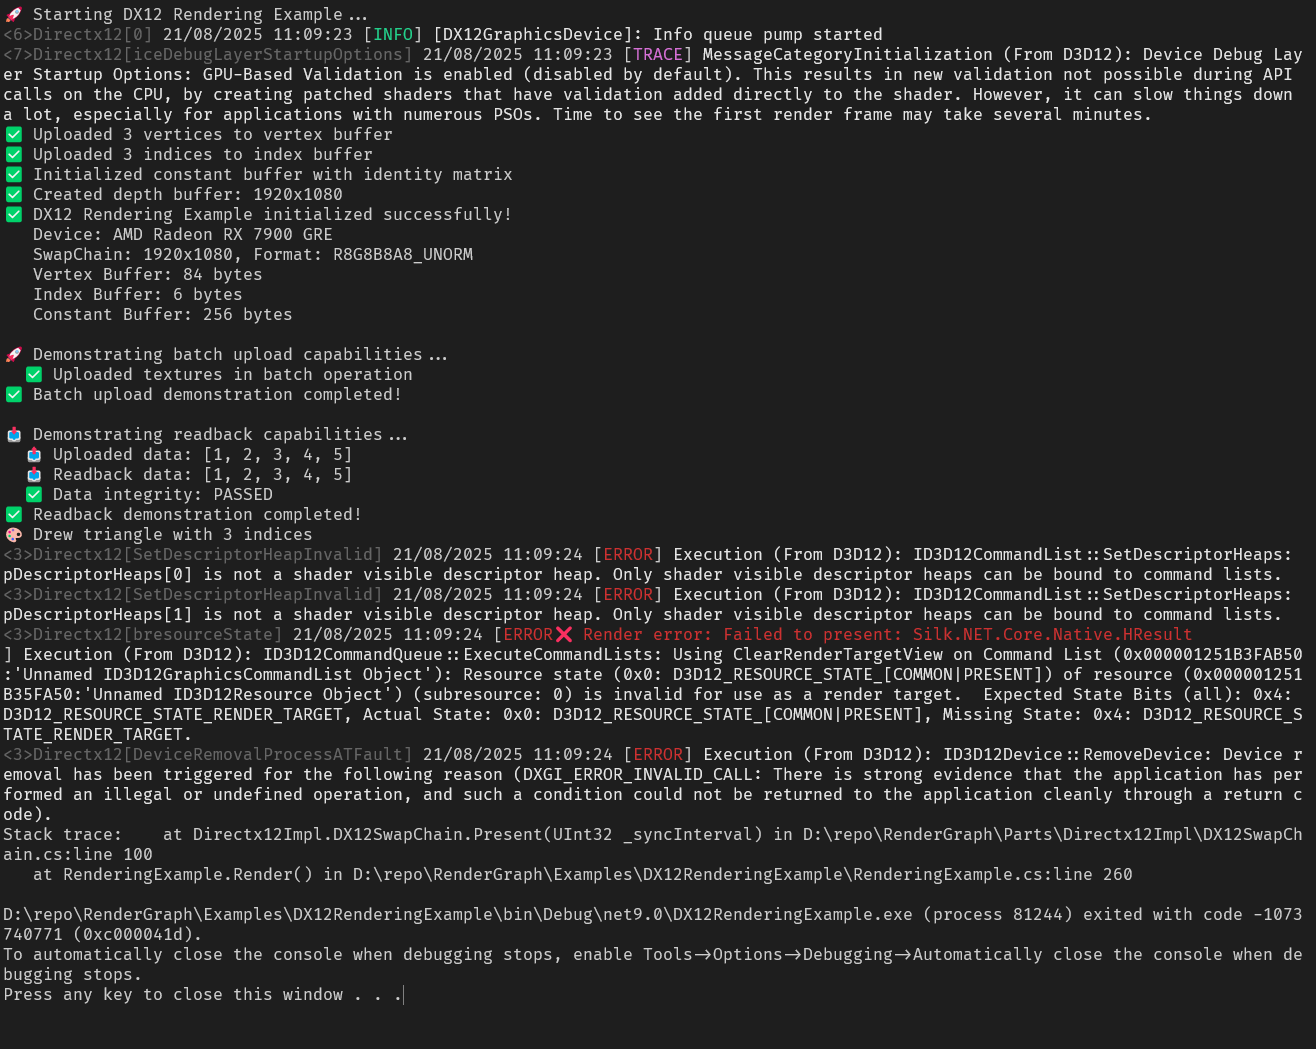 🚀 Starting DX12 Rendering Example...
<6>Directx12[0] 21/08/2025 11:09:23 [INFO] [DX12GraphicsDevice]: Info queue pump started
<7>Directx12[iceDebugLayerStartupOptions] 21/08/2025 11:09:23 [TRACE] MessageCategoryInitialization (From D3D12): Device Debug Lay
er Startup Options: GPU-Based Validation is enabled (disabled by default). This results in new validation not possible during API
calls on the CPU, by creating patched shaders that have validation added directly to the shader. However, it can slow things down
a lot, especially for applications with numerous PSOs. Time to see the first render frame may take several minutes.
✅ Uploaded 3 vertices to vertex buffer
✅ Uploaded 3 indices to index buffer
✅ Initialized constant buffer with identity matrix
✅ Created depth buffer: 1920x1080
✅ DX12 Rendering Example initialized successfully!
Device: AMD Radeon RX 7900 GRE
SwapChain: 1920x1080, Format: R8G8B8A8_UNORM
Vertex Buffer: 84 bytes
Index Buffer: 6 bytes
Constant Buffer: 256 bytes
🚀 Demonstrating batch upload capabilities...
✅ Uploaded textures in batch operation
✅ Batch upload demonstration completed!
📤 Demonstrating readback capabilities...
📤 Uploaded data: [1, 2, 3, 4, 5]
📥 Readback data: [1, 2, 3, 4, 5]
✅ Data integrity: PASSED
✅ Readback demonstration completed!
🎨 Drew triangle with 3 indices
<3>Directx12[SetDescriptorHeapInvalid] 21/08/2025 11:09:24 [ERROR] Execution (From D3D12): ID3D12CommandList::SetDescriptorHeaps:
pDescriptorHeaps[0] is not a shader visible descriptor heap. Only shader visible descriptor heaps can be bound to command lists.
<3>Directx12[SetDescriptorHeapInvalid] 21/08/2025 11:09:24 [ERROR] Execution (From D3D12): ID3D12CommandList::SetDescriptorHeaps:
pDescriptorHeaps[1] is not a shader visible descriptor heap. Only shader visible descriptor heaps can be bound to command lists.
<3>Directx12[bresourceState] 21/08/2025 11:09:24 [ERROR❌ Render error: Failed to present: Silk.NET.Core.Native.HResult
] Execution (From D3D12): ID3D12CommandQueue::ExecuteCommandLists: Using ClearRenderTargetView on Command List (0x000001251B3FAB50
:'Unnamed ID3D12GraphicsCommandList Object'): Resource state (0x0: D3D12_RESOURCE_STATE_[COMMON|PRESENT]) of resource (0x000001251
B35FA50:'Unnamed ID3D12Resource Object') (subresource: 0) is invalid for use as a render target.  Expected State Bits (all): 0x4:
D3D12_RESOURCE_STATE_RENDER_TARGET, Actual State: 0x0: D3D12_RESOURCE_STATE_[COMMON|PRESENT], Missing State: 0x4: D3D12_RESOURCE_S
TATE_RENDER_TARGET.
<3>Directx12[DeviceRemovalProcessATFault] 21/08/2025 11:09:24 [ERROR] Execution (From D3D12): ID3D12Device::RemoveDevice: Device r
emoval has been triggered for the following reason (DXGI_ERROR_INVALID_CALL: There is strong evidence that the application has per
formed an illegal or undefined operation, and such a condition could not be returned to the application cleanly through a return c
ode).
Stack trace:    at Directx12Impl.DX12SwapChain.Present(UInt32 _syncInterval) in D:\repo\RenderGraph\Parts\Directx12Impl\DX12SwapCh
ain.cs:line 100
at RenderingExample.Render() in D:\repo\RenderGraph\Examples\DX12RenderingExample\RenderingExample.cs:line 260
D:\repo\RenderGraph\Examples\DX12RenderingExample\bin\Debug\net9.0\DX12RenderingExample.exe (process 81244) exited with code -1073
740771 (0xc000041d).
To automatically close the console when debugging stops, enable Tools->Options->Debugging->Automatically close the console when de
bugging stops.
Press any key to close this window . . .